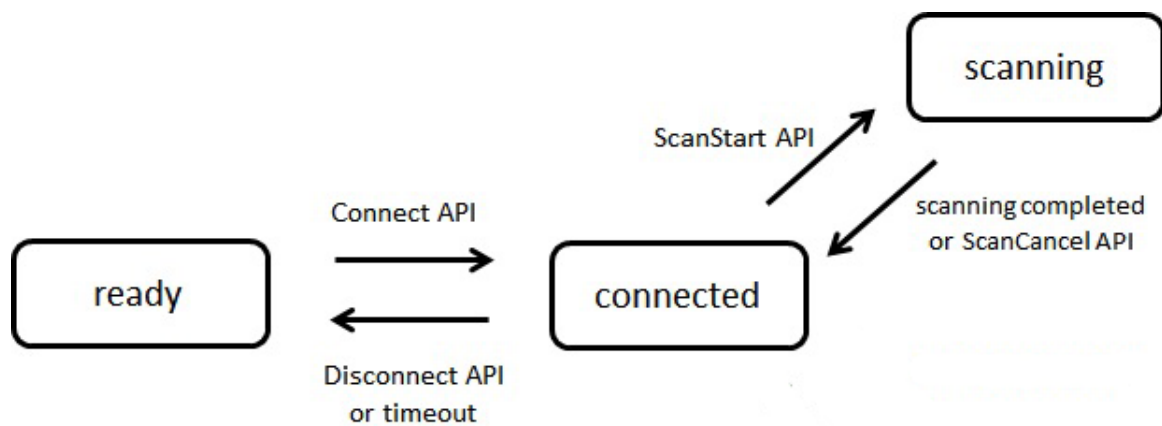 scanning
ScanStart API
scanning completed
or ScanCancel API
Connect API
ready
connected
Disconnect API
or timeout